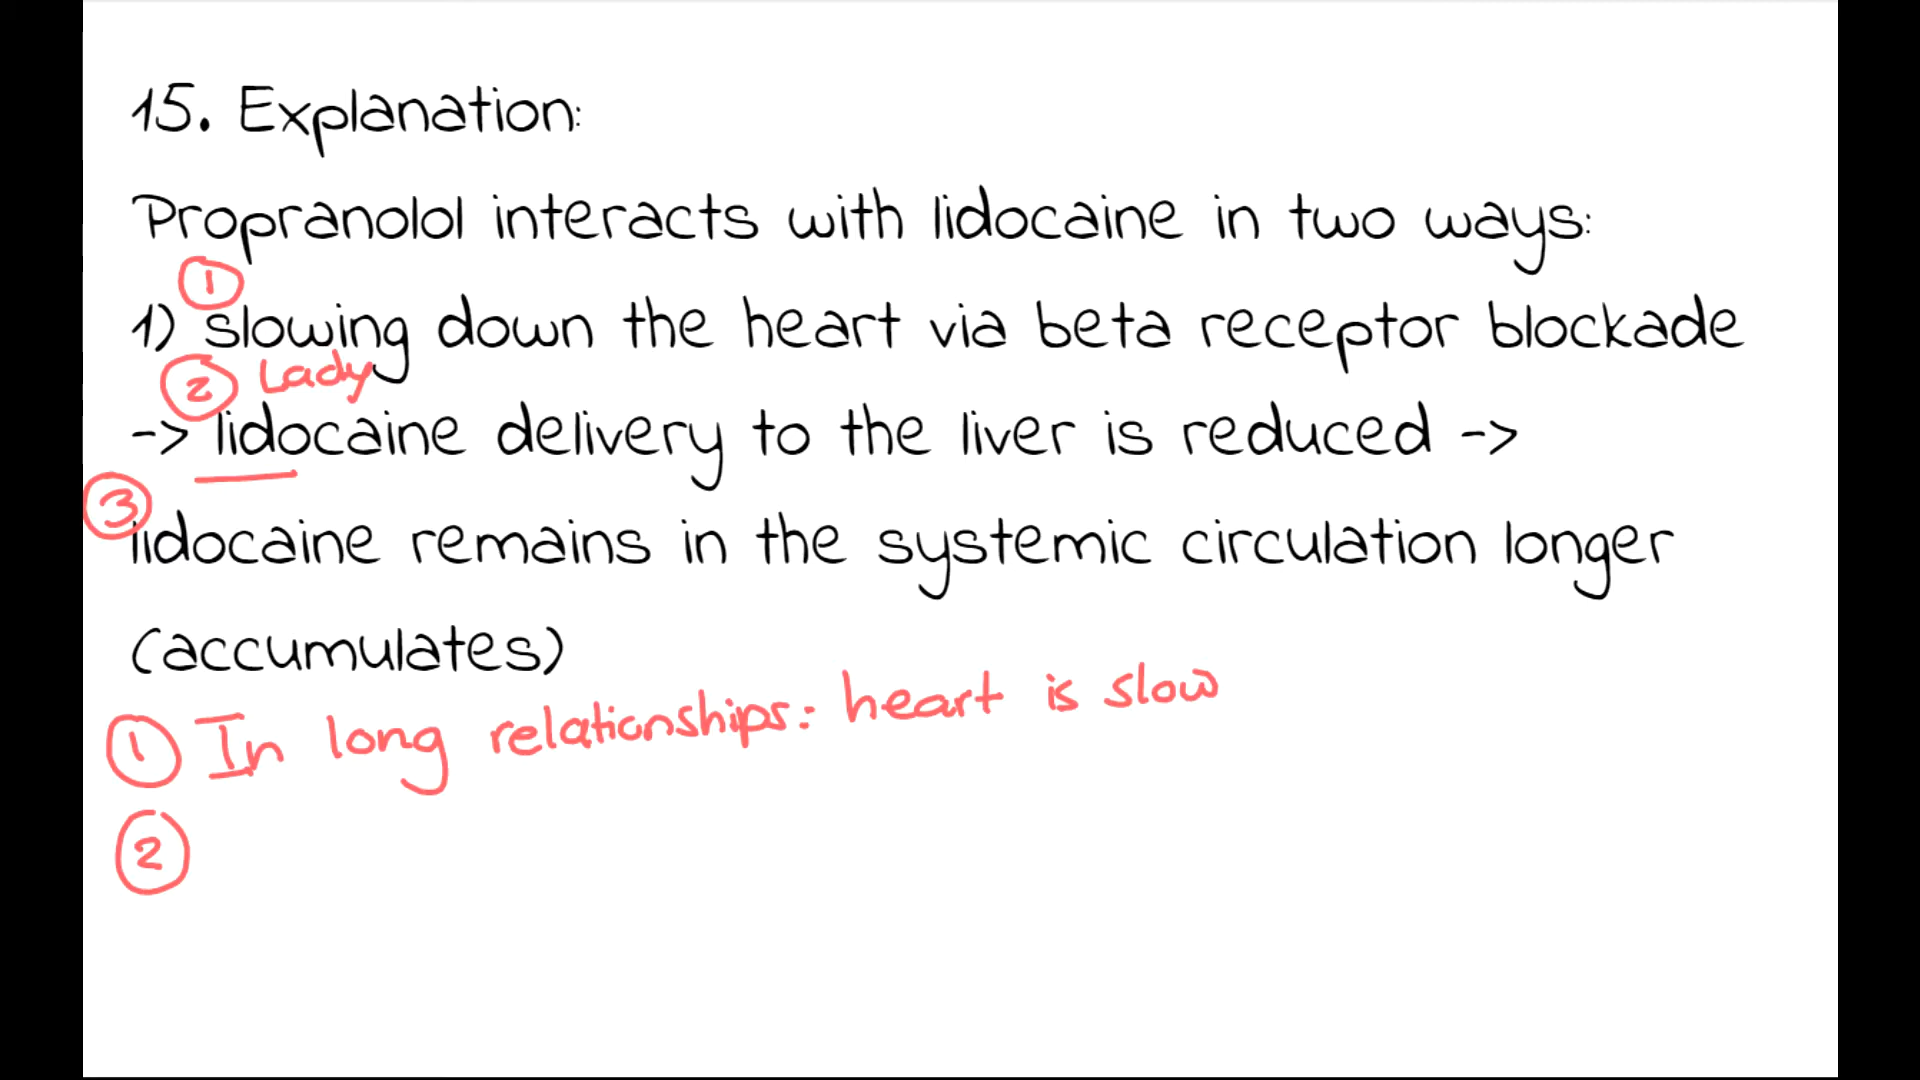 15. Explanation:
Propranolol interacts with lidocaine in two ways:
1
1) slowing down the heart via beta receptor blockade
2 Lady
-> lidocaine delivery to the liver is reduced ->
3
lidocaine remains in the systemic circulation longer
(accumulates)
1 In long relationships: heart is slow
2